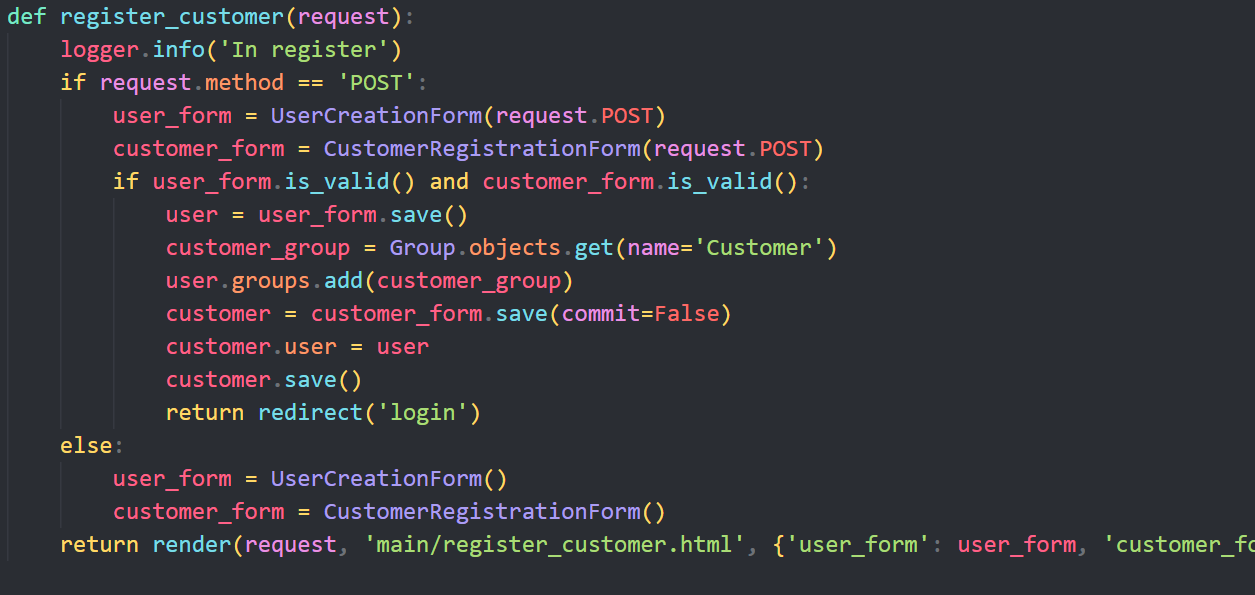 def register_customer(request):
    logger.info('In register')
    if request.method == 'POST':
        user_form = UserCreationForm(request.POST)
        customer_form = CustomerRegistrationForm(request.POST)
        if user_form.is_valid() and customer_form.is_valid():
            user = user_form.save()
            customer_group = Group.objects.get(name='Customer')
            user.groups.add(customer_group)
            customer = customer_form.save(commit=False)
            customer.user = user
            customer.save()
            return redirect('login')
    else:
        user_form = UserCreationForm()
        customer_form = CustomerRegistrationForm()
    return render(request, 'main/register_customer.html', {'user_form': user_form,